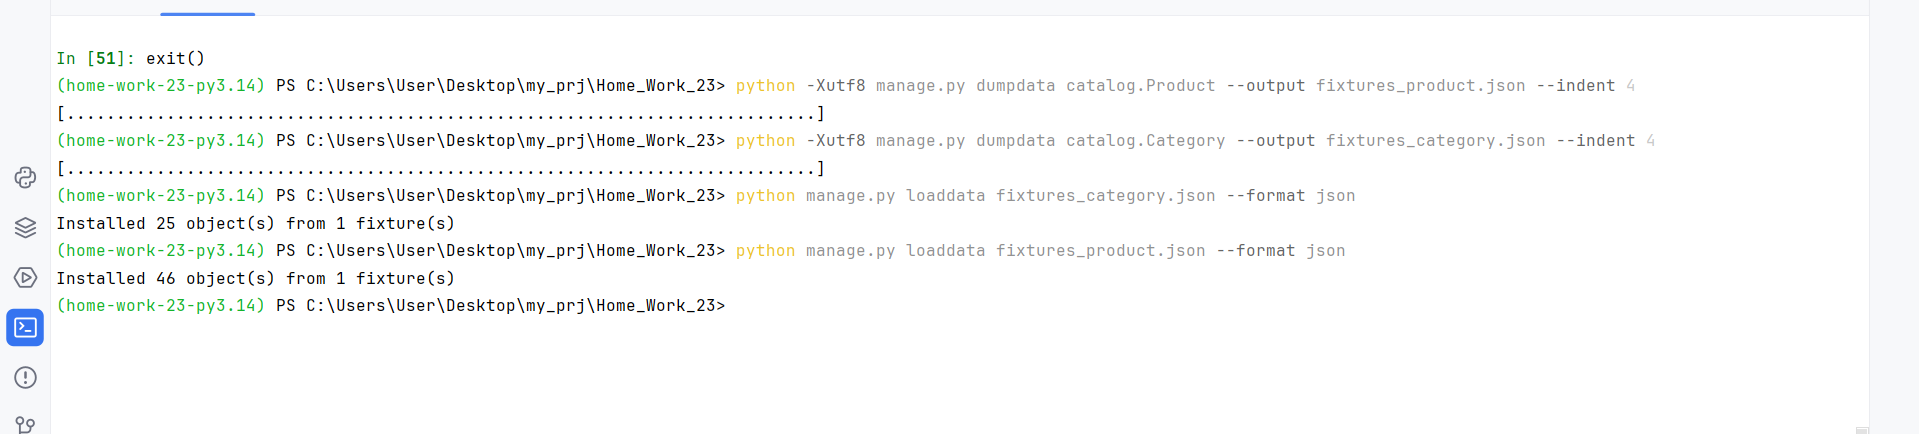 In [51]: exit()
(home-work-23-py3.14) PS C:\Users\User\Desktop\my_prj\Home_Work_23> python -Xutf8 manage.py dumpdata catalog.Product --output fixtures_product.json --indent 4
[...........................................................................]
(home-work-23-py3.14) PS C:\Users\User\Desktop\my_prj\Home_Work_23> python -Xutf8 manage.py dumpdata catalog.Category --output fixtures_category.json --indent 4
[...........................................................................]
(home-work-23-py3.14) PS C:\Users\User\Desktop\my_prj\Home_Work_23> python manage.py loaddata fixtures_category.json --format json
Installed 25 object(s) from 1 fixture(s)
(home-work-23-py3.14) PS C:\Users\User\Desktop\my_prj\Home_Work_23> python manage.py loaddata fixtures_product.json --format json
Installed 46 object(s) from 1 fixture(s)
(home-work-23-py3.14) PS C:\Users\User\Desktop\my_prj\Home_Work_23>